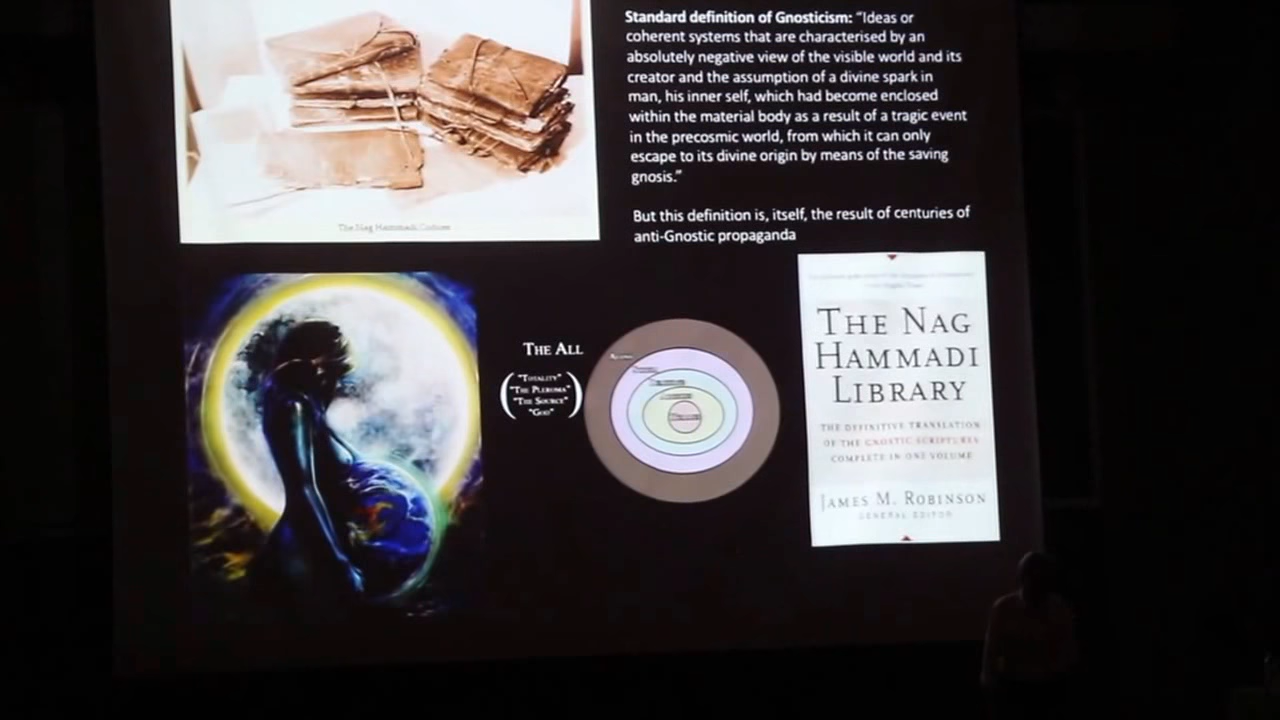 Standard definition of Gnosticism: “Ideas or
coherent systems that are characterised by an
absolutely negative view of the visible world and its
creator and the assumption of a divine spark in
man, his inner self, which had become enclosed
within the material body as a result of a tragic event
in the precosmic world, from which it can only
escape to its divine origin by means of the saving
gnosis.”
But this definition is, itself, the result of centuries of
anti-Gnostic propaganda
The Nag Hammadi Codices
THE ALL
"TOTALITY"
"THE PLEROMA"
"THE SOURCE"
"GOD"
THE NAG
HAMMADI
LIBRARY
THE DEFINITIVE TRANSLATION
OF THE GNOSTIC SCRIPTURES
COMPLETE IN ONE VOLUME
JAMES M. ROBINSON
GENERAL EDITOR